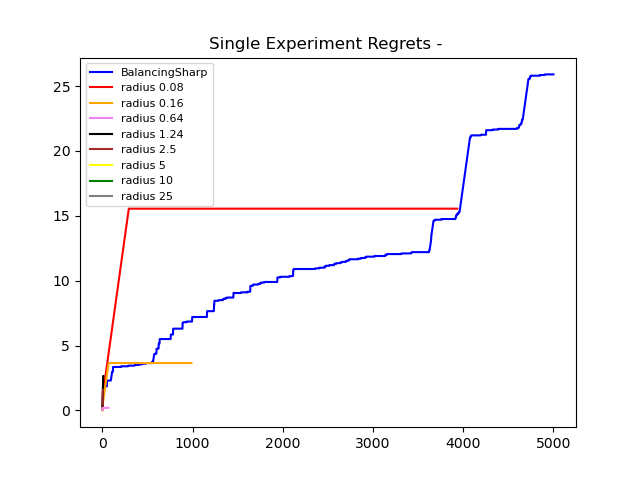 Single Experiment Regrets -
BalancingSharp
radius 0.08
radius 0.16
radius 0.64
radius 1.24
radius 2.5
radius 5
radius 10
radius 25
25
20
15
10
5
0
0 1000 2000 3000 4000 5000